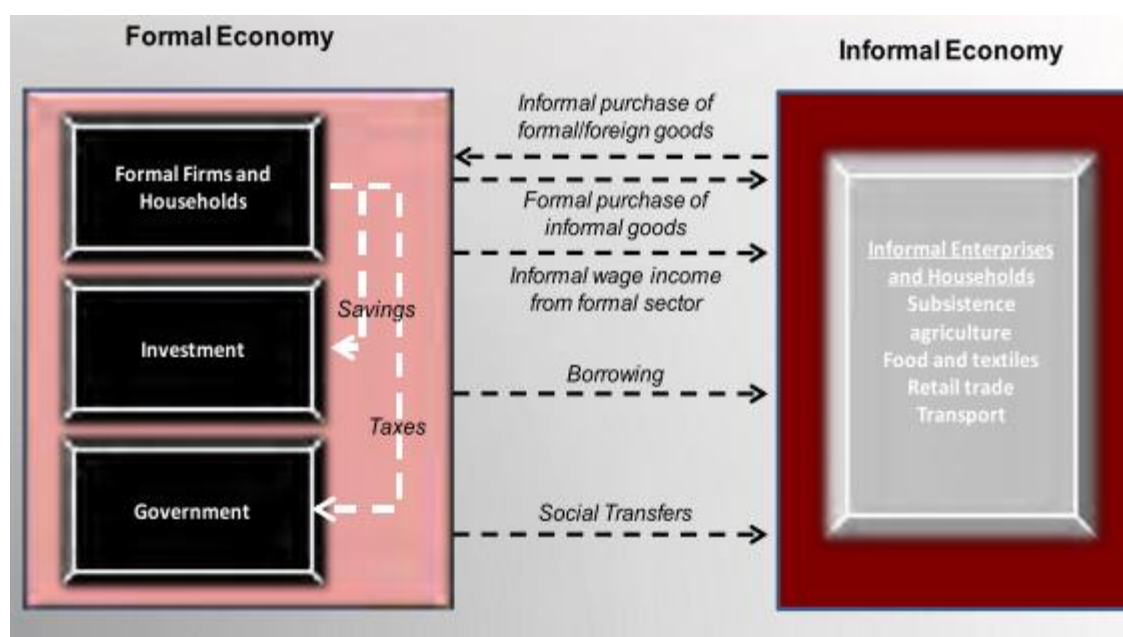 Formal Economy
Informal Economy
Formal Firms and
Households
Investment
Government
Savings
Taxes
Informal purchase of
formal/foreign goods
Formal purchase of
informal goods
Informal wage income
from formal sector
Borrowing
Social Transfers
Informal Enterprises
and Households
Subsistence
agriculture
Food and textiles
Retail trade
Transport